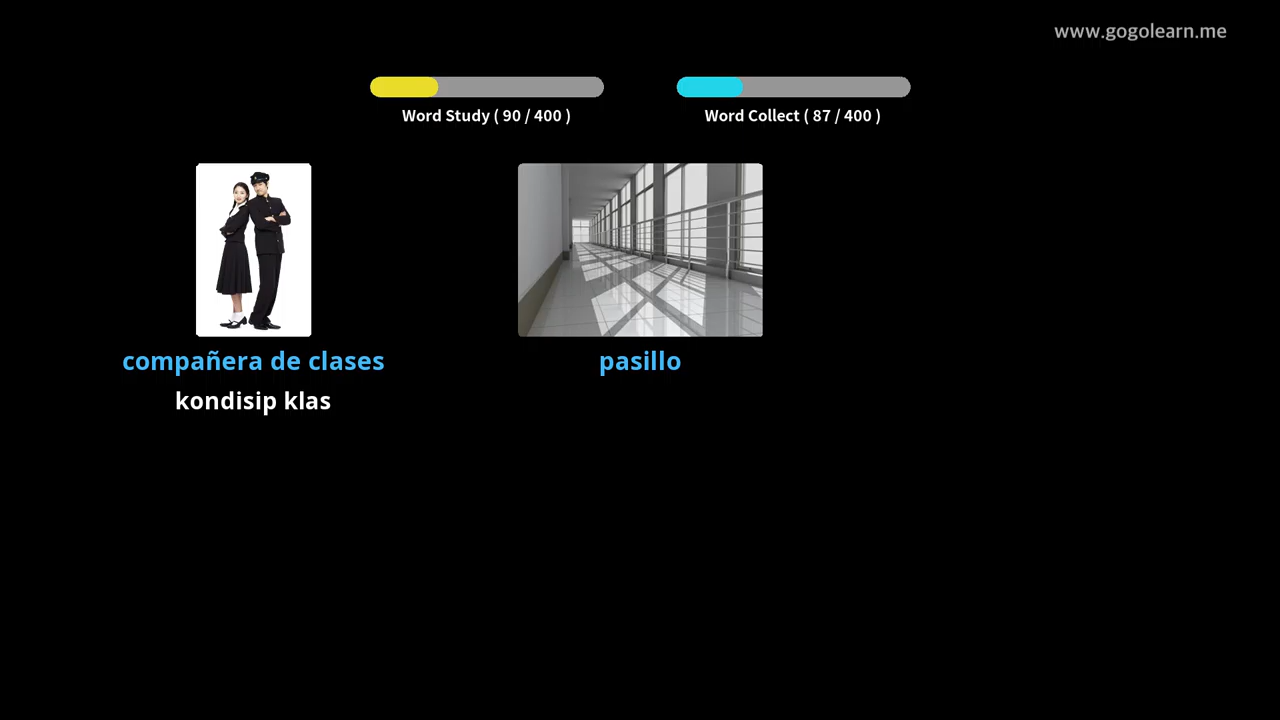 www.gogolearn.me
Word Study ( 90 / 400 )
Word Collect ( 87 / 400 )
compañera de clases
kondisip klas
pasillo